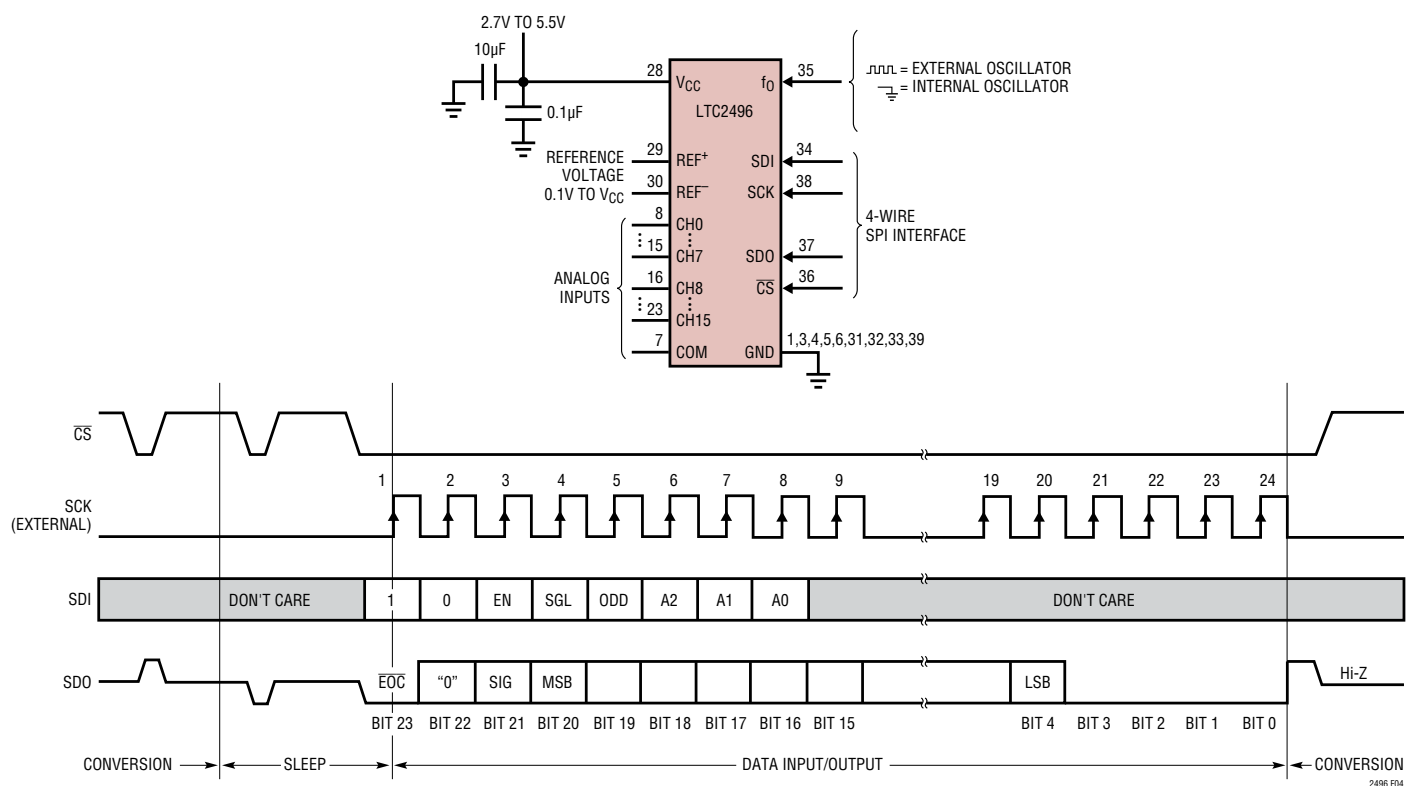 2.7V TO 5.5V
10µF
0.1µF
28
VCC
fO
35
LTC2496
= EXTERNAL OSCILLATOR
= INTERNAL OSCILLATOR
REFERENCE
VOLTAGE
0.1V TO VCC
29
REF+
30
REF−
SDI
34
SCK
38
SDO
37
CS
36
4-WIRE
SPI INTERFACE
ANALOG
INPUTS
8
CH0
15
CH7
16
CH8
23
CH15
7
COM
GND
1,3,4,5,6,31,32,33,39
CS
SCK
(EXTERNAL)
1 2 3 4 5 6 7 8 9 19 20 21 22 23 24
SDI
DON'T CARE 1 0 EN SGL ODD A2 A1 A0 DON'T CARE
SDO
EOC “0” SIG MSB LSB Hi-Z
BIT 23 BIT 22 BIT 21 BIT 20 BIT 19 BIT 18 BIT 17 BIT 16 BIT 15 BIT 4 BIT 3 BIT 2 BIT 1 BIT 0
CONVERSION SLEEP DATA INPUT/OUTPUT CONVERSION
2496 F04